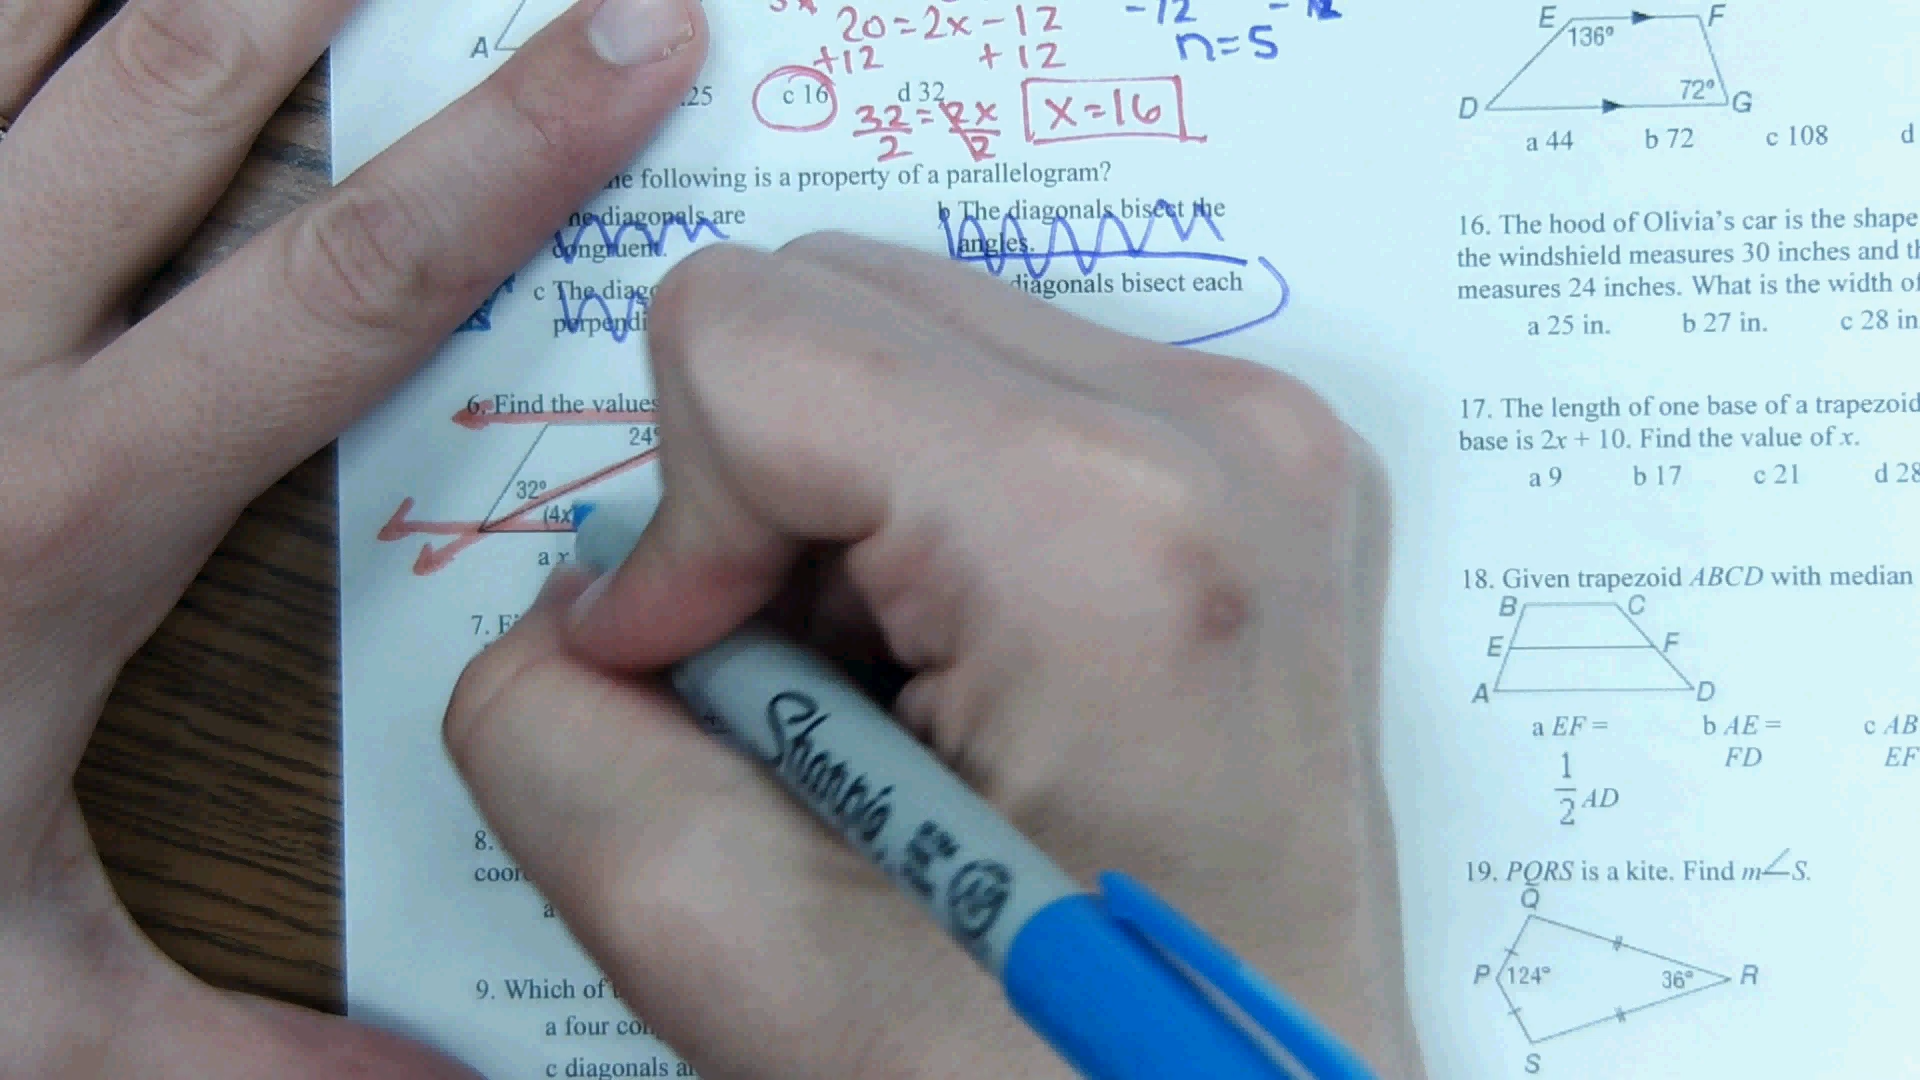 A
20=2x-12
+12 +12
-12
n=5
.25 c 16 d 32
32=2x
2 2
x=16
following is a property of a parallelogram?
diagonals are
congruent.
b The diagonals bisect the
angles.
c The
diagonals bisect each
6. Find the values
24°
32°
(4x
a x
7.
8.
a
9. Which of
a four
c diagonals
Sharpie
E F
136°
72°
D G
a 44 b 72 c 108 d
16. The hood of Olivia's car is the shape
the windshield measures 30 inches and
measures 24 inches. What is the width of
a 25 in. b 27 in. c 28 in
17. The length of one base of a trapezoid
base is 2x + 10. Find the value of x.
a 9 b 17 c 21 d 28
18. Given trapezoid ABCD with median
B C
E F
A D
a EF = b AE = c AB
1 FD EF
2 AD
19. PQRS is a kite. Find m∠S.
Q
P 124° 36° R
S